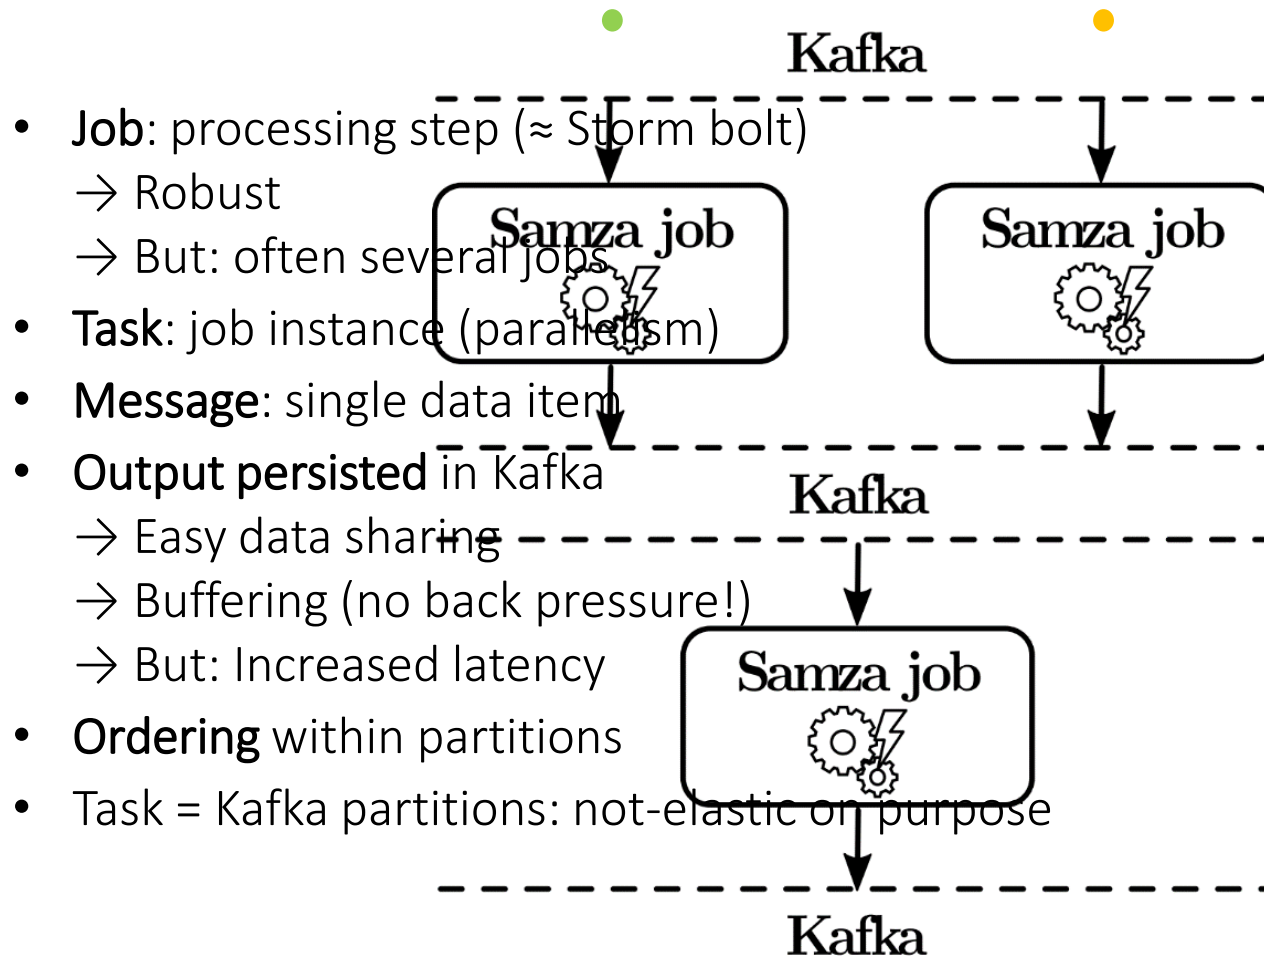 Kafka
• Job: processing step (≈ Storm bolt)
→ Robust
→ But: often several jobs
• Task: job instance (parallelism)
• Message: single data item
• Output persisted in Kafka
→ Easy data sharing
→ Buffering (no back pressure!)
→ But: Increased latency
• Ordering within partitions
• Task = Kafka partitions: not-elastic on purpose
Samza job
Samza job
Kafka
Samza job
Kafka